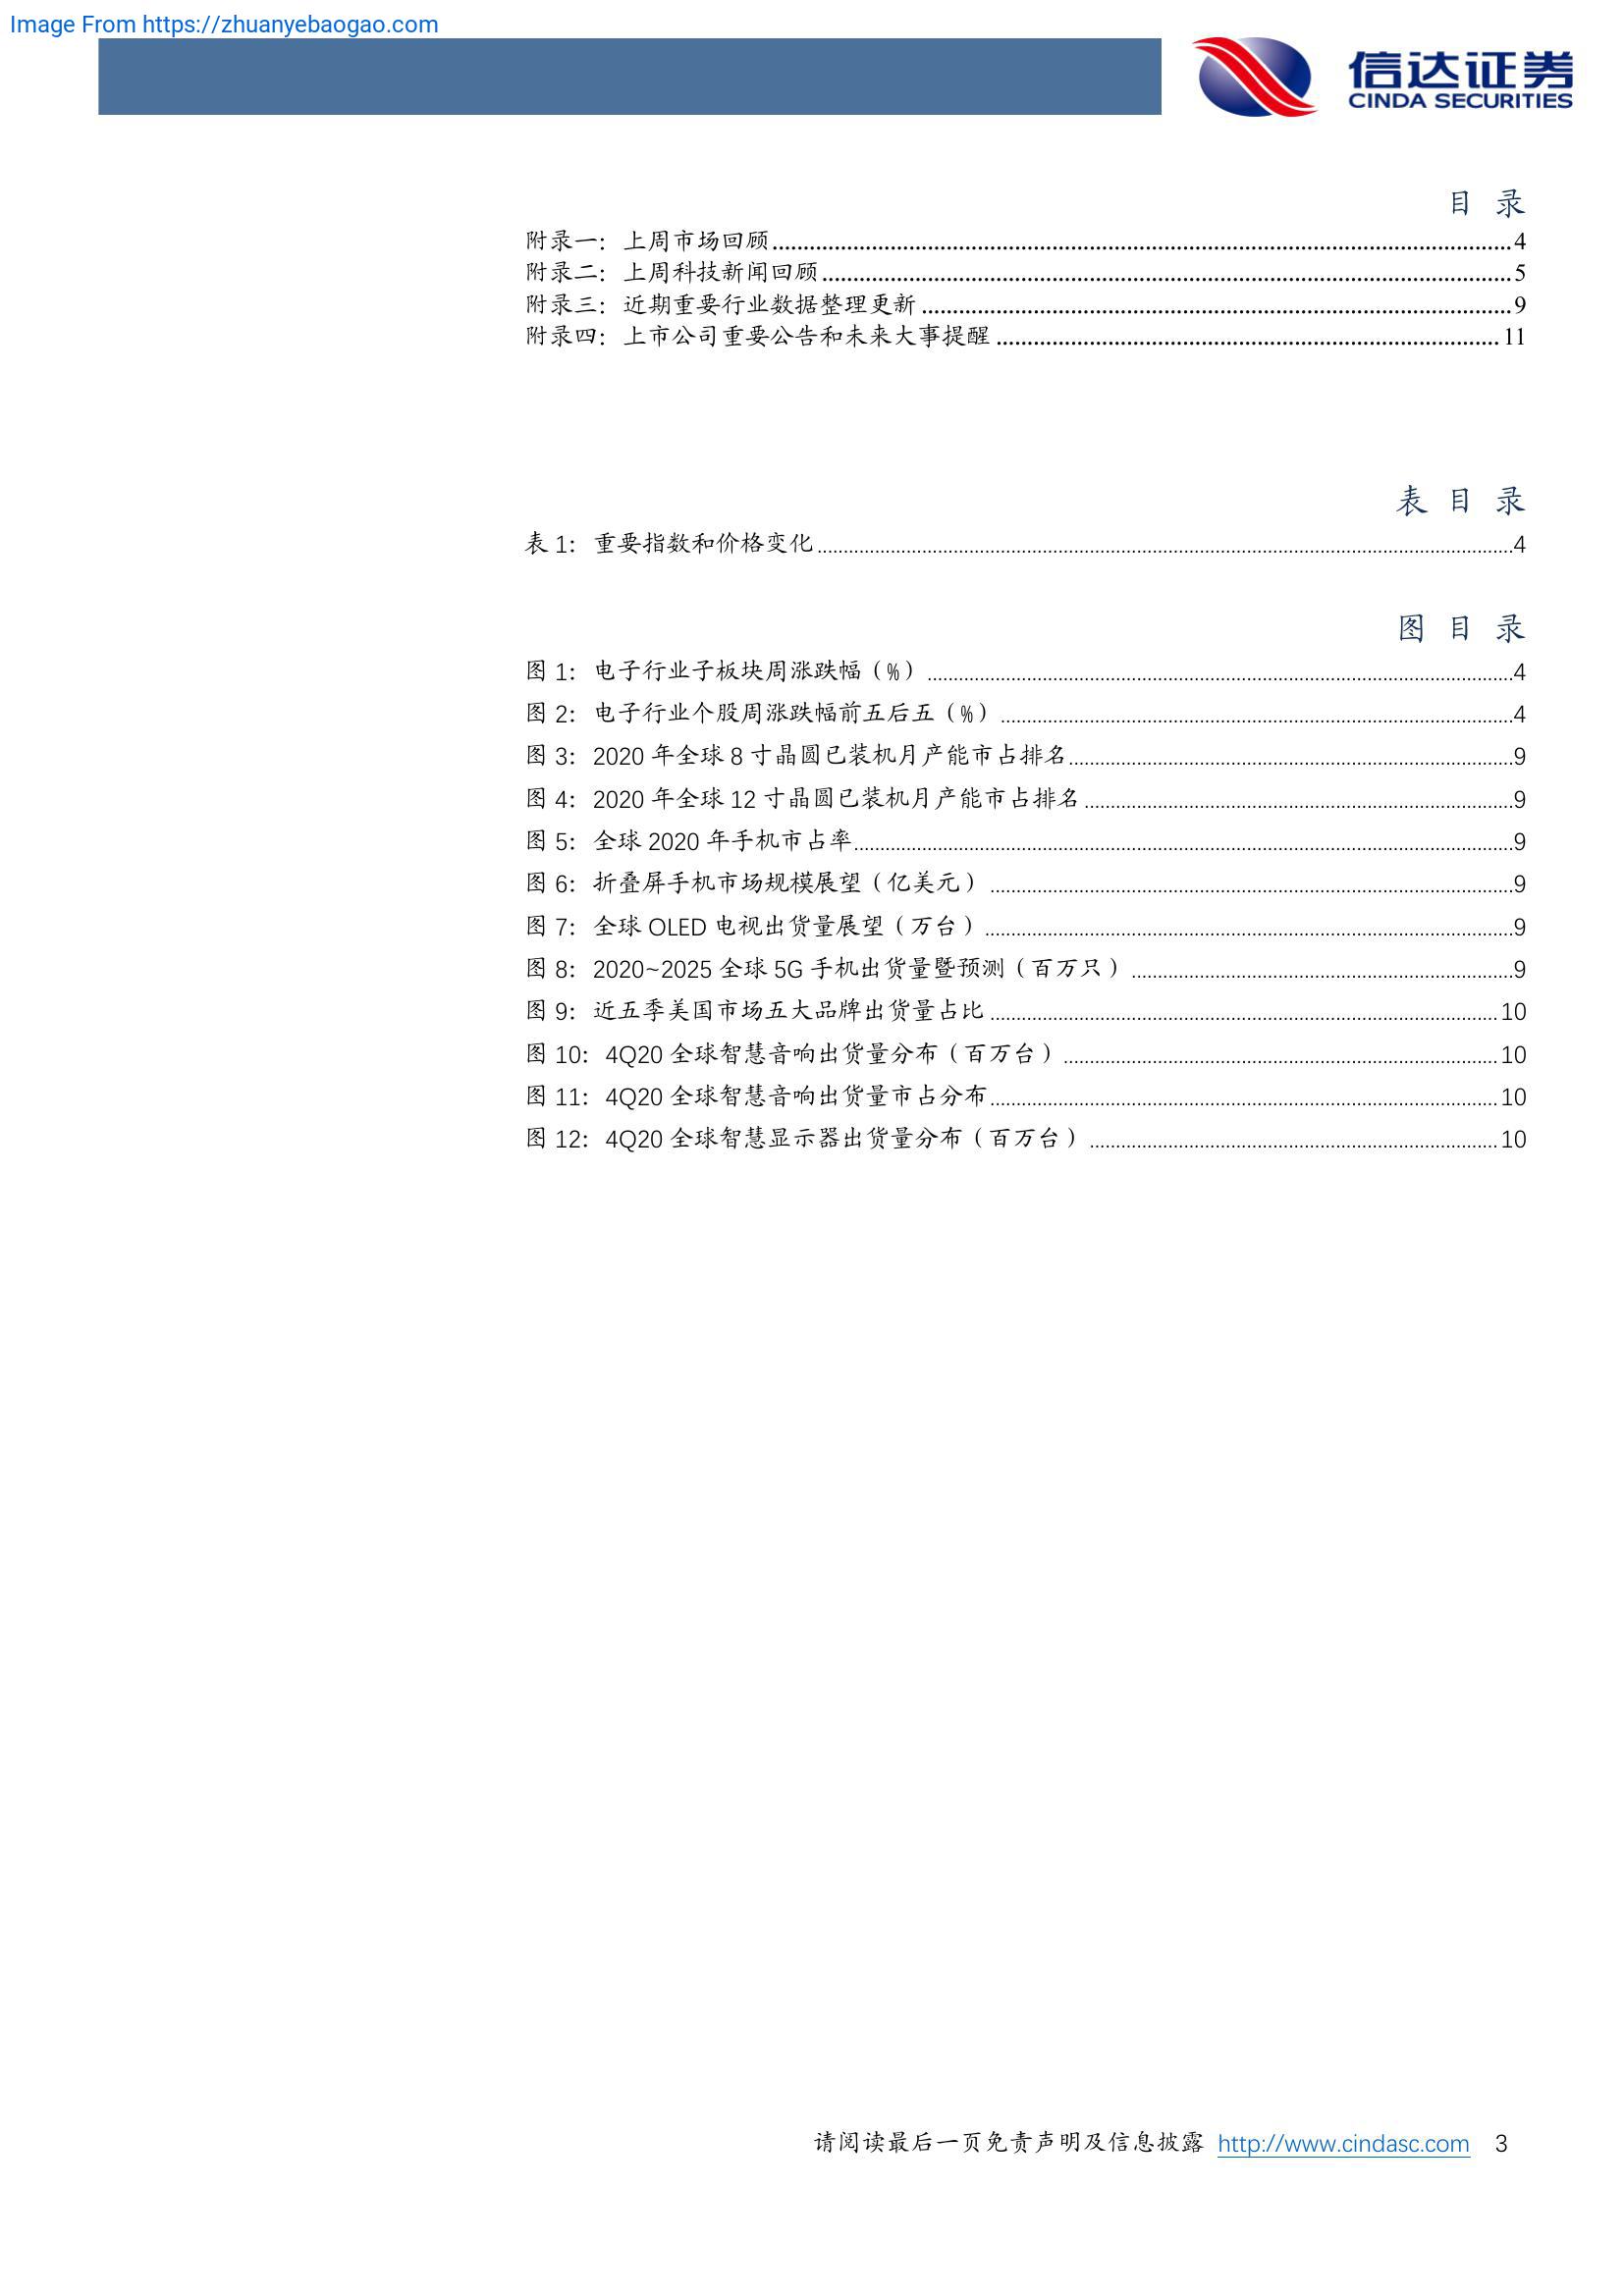 Image From https://zhuanyebaogao.com
信达证券
CINDA SECURITIES
目 录
附录一：上周市场回顾4
附录二：上周科技新闻回顾5
附录三：近期重要行业数据整理更新9
附录四：上市公司重要公告和未来大事提醒11
表 目 录
表 1：重要指数和价格变化4
图 目 录
图 1：电子行业子板块周涨跌幅（%）4
图 2：电子行业个股周涨跌幅前五后五（%）4
图 3：2020 年全球 8 寸晶圆已装机月产能市占排名9
图 4：2020 年全球 12 寸晶圆已装机月产能市占排名9
图 5：全球 2020 年手机市占率9
图 6：折叠屏手机市场规模展望（亿美元）9
图 7：全球 OLED 电视出货量展望（万台）9
图 8：2020~2025 全球 5G 手机出货量暨预测（百万只）9
图 9：近五季美国市场五大品牌出货量占比10
图 10：4Q20 全球智慧音响出货量分布（百万台）10
图 11：4Q20 全球智慧音响出货量市占分布10
图 12：4Q20 全球智慧显示器出货量分布（百万台）10
请阅读最后一页免责声明及信息披露 http://www.cindasc.com 3